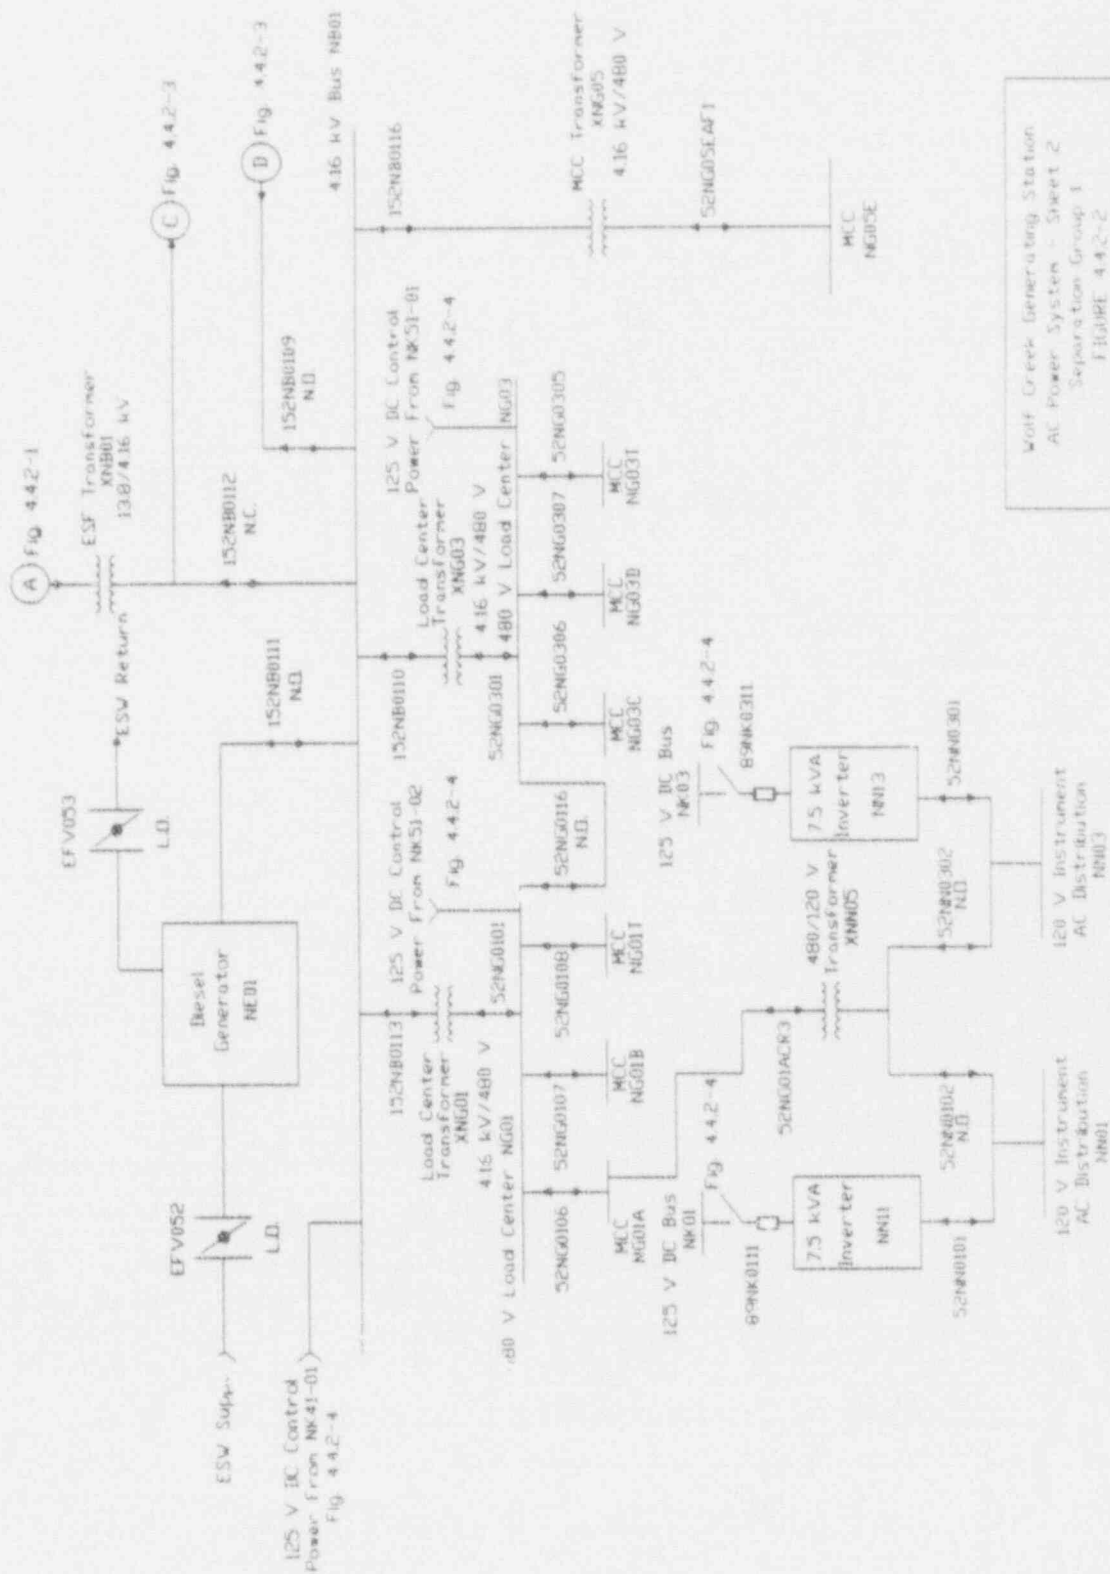 A Fig. 4.4.2-1
ESF Transformer
XNB01
13.8/4.16 kV
C Fig. 4.4.2-3
D Fig. 4.4.2-3
EFV053
L.O.
ESW Return
Diesel
Generator
NE01
EFV052
L.O.
ESW
152NB0111
N.O.
152NB0112
N.C.
152NB0109
N.O.
4.16 kV Bus NB01
125 V DC Control
Power From NK41-01
Fig. 4.4.2-4
152NB0113
Load Center
Transformer
XNG01
4.16 kV/480 V
125 V DC Control
Power From NK51-02
Fig. 4.4.2-4
52NG0101
152NB0110
Load Center
Transformer
XNG03
4.16 kV/480 V
52NG0301
125 V DC Control
Power From NK51-01
Fig. 4.4.2-4
152NB0116
MCC Transformer
XNG05
4.16 kV/480 V
52NG05EAF1
MCC
NG05E
480 V Load Center NG01
480 V Load Center NG03
52NG0106
52NG0107
52NG0108
52NG0116
N.O.
52NG0306
52NG0307
52NG0305
MCC
NG01A
MCC
NG01B
MCC
NG01T
MCC
NG03C
MCC
NG03D
MCC
NG03T
125 V DC Bus
NK01
Fig. 4.4.2-4
89NK0111
7.5 kVA
Inverter
NN11
52NN0101
52NG01ACR3
480/120 V
Transformer
XNN05
52NN0102
N.O.
52NN0302
N.O.
125 V DC Bus
NK03
Fig. 4.4.2-4
89NK0311
7.5 kVA
Inverter
NN13
52NN0301
120 V Instrument
AC Distribution
NN01
120 V Instrument
AC Distribution
NN03
Wolf Creek Generating Station
AC Power System - Sheet 2
Separation Group 1
FIGURE 4.4.2-2